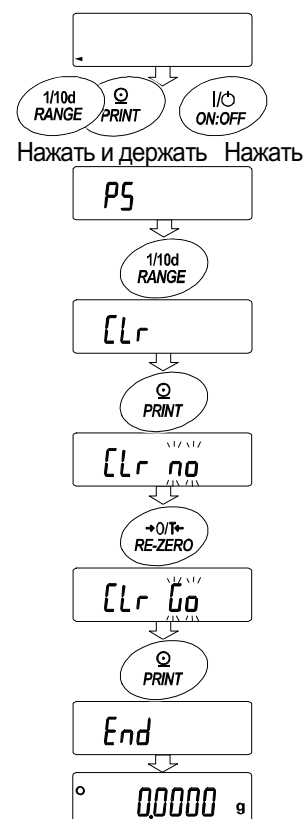 1/10d RANGE PRINT I/⏻ ON:OFF
Нажать и держать Нажать
PS
1/10d
RANGE
CLr
PRINT
CLr no
→0/T←
RE-ZERO
CLr Go
PRINT
End
0.0000 g